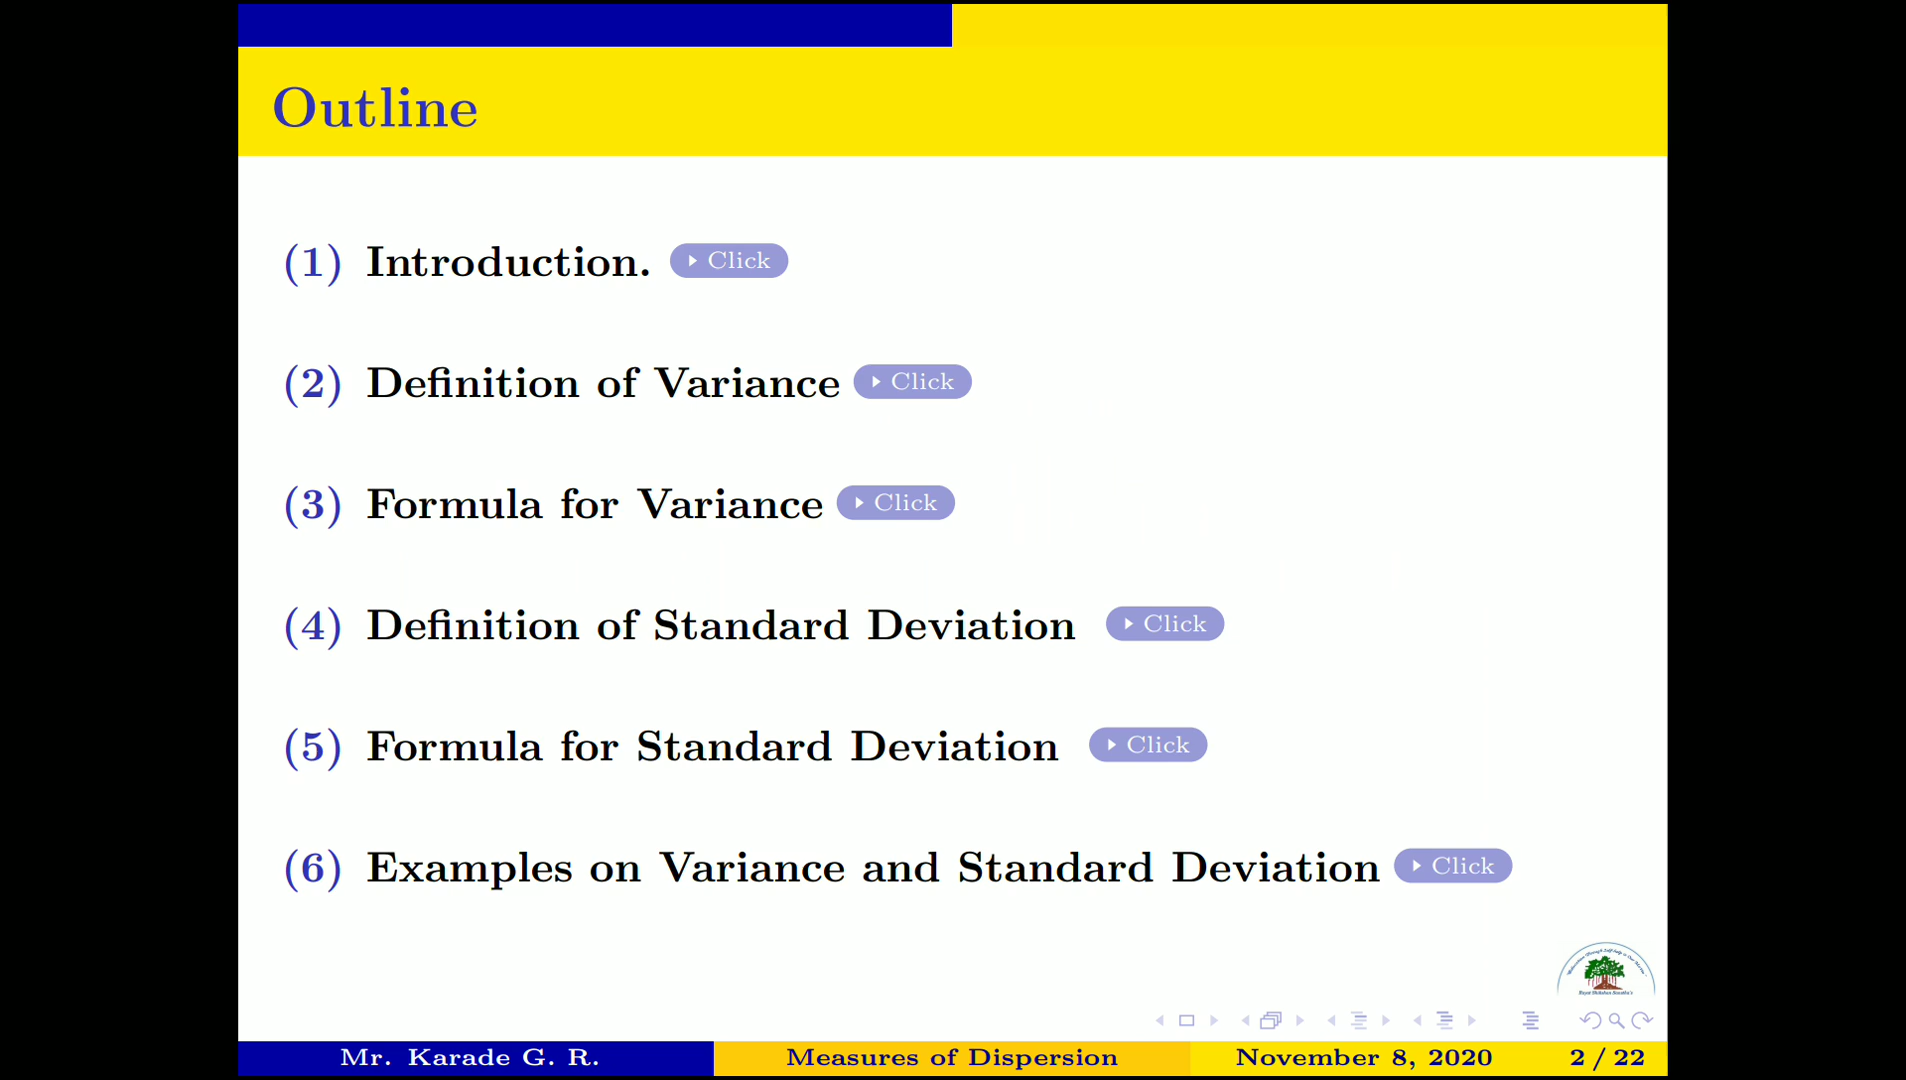 Outline
(1) Introduction. Click
(2) Definition of Variance Click
(3) Formula for Variance Click
(4) Definition of Standard Deviation Click
(5) Formula for Standard Deviation Click
(6) Examples on Variance and Standard Deviation Click
Mr. Karade G. R. Measures of Dispersion November 8, 2020 2 / 22